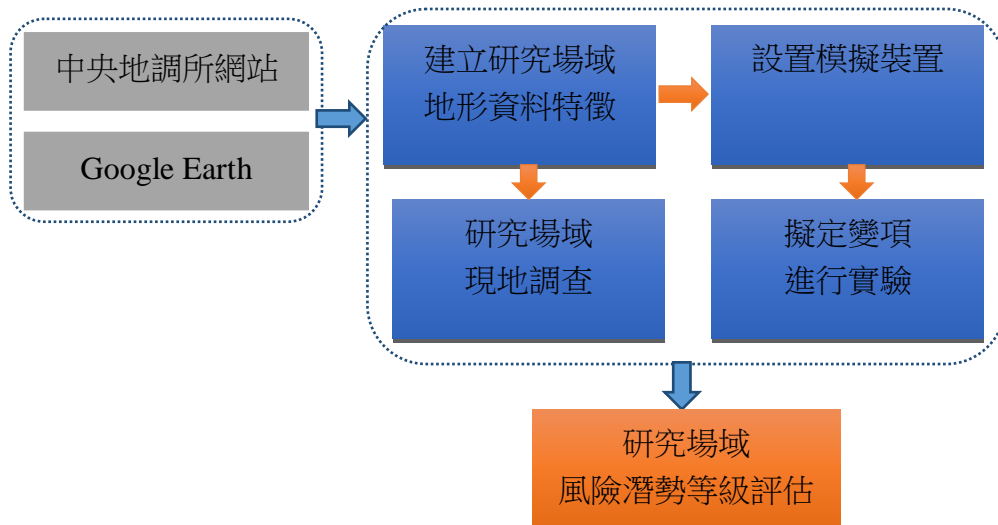 中央地調所網站
Google Earth
建立研究場域
地形資料特徵
設置模擬裝置
研究場域
現地調查
擬定變項
進行實驗
研究場域
風險潛勢等級評估